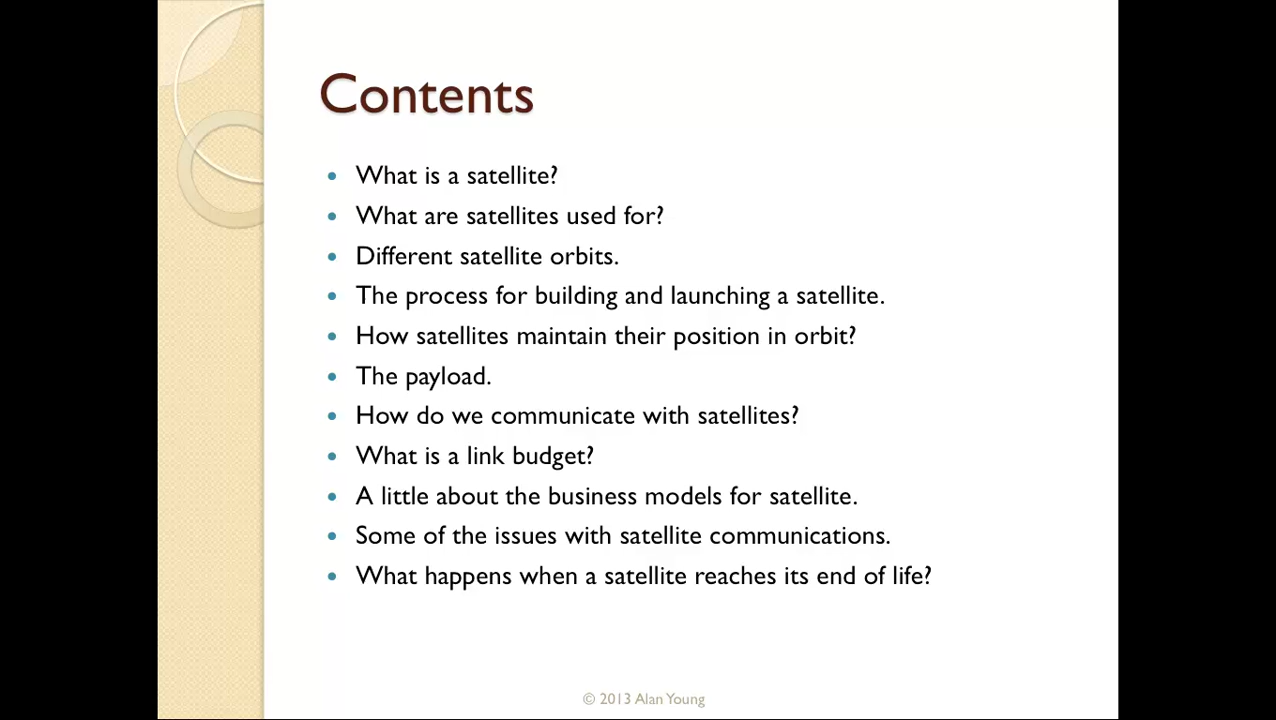 Contents
• What is a satellite?
• What are satellites used for?
• Different satellite orbits.
• The process for building and launching a satellite.
• How satellites maintain their position in orbit?
• The payload.
• How do we communicate with satellites?
• What is a link budget?
• A little about the business models for satellite.
• Some of the issues with satellite communications.
• What happens when a satellite reaches its end of life?
© 2013 Alan Young